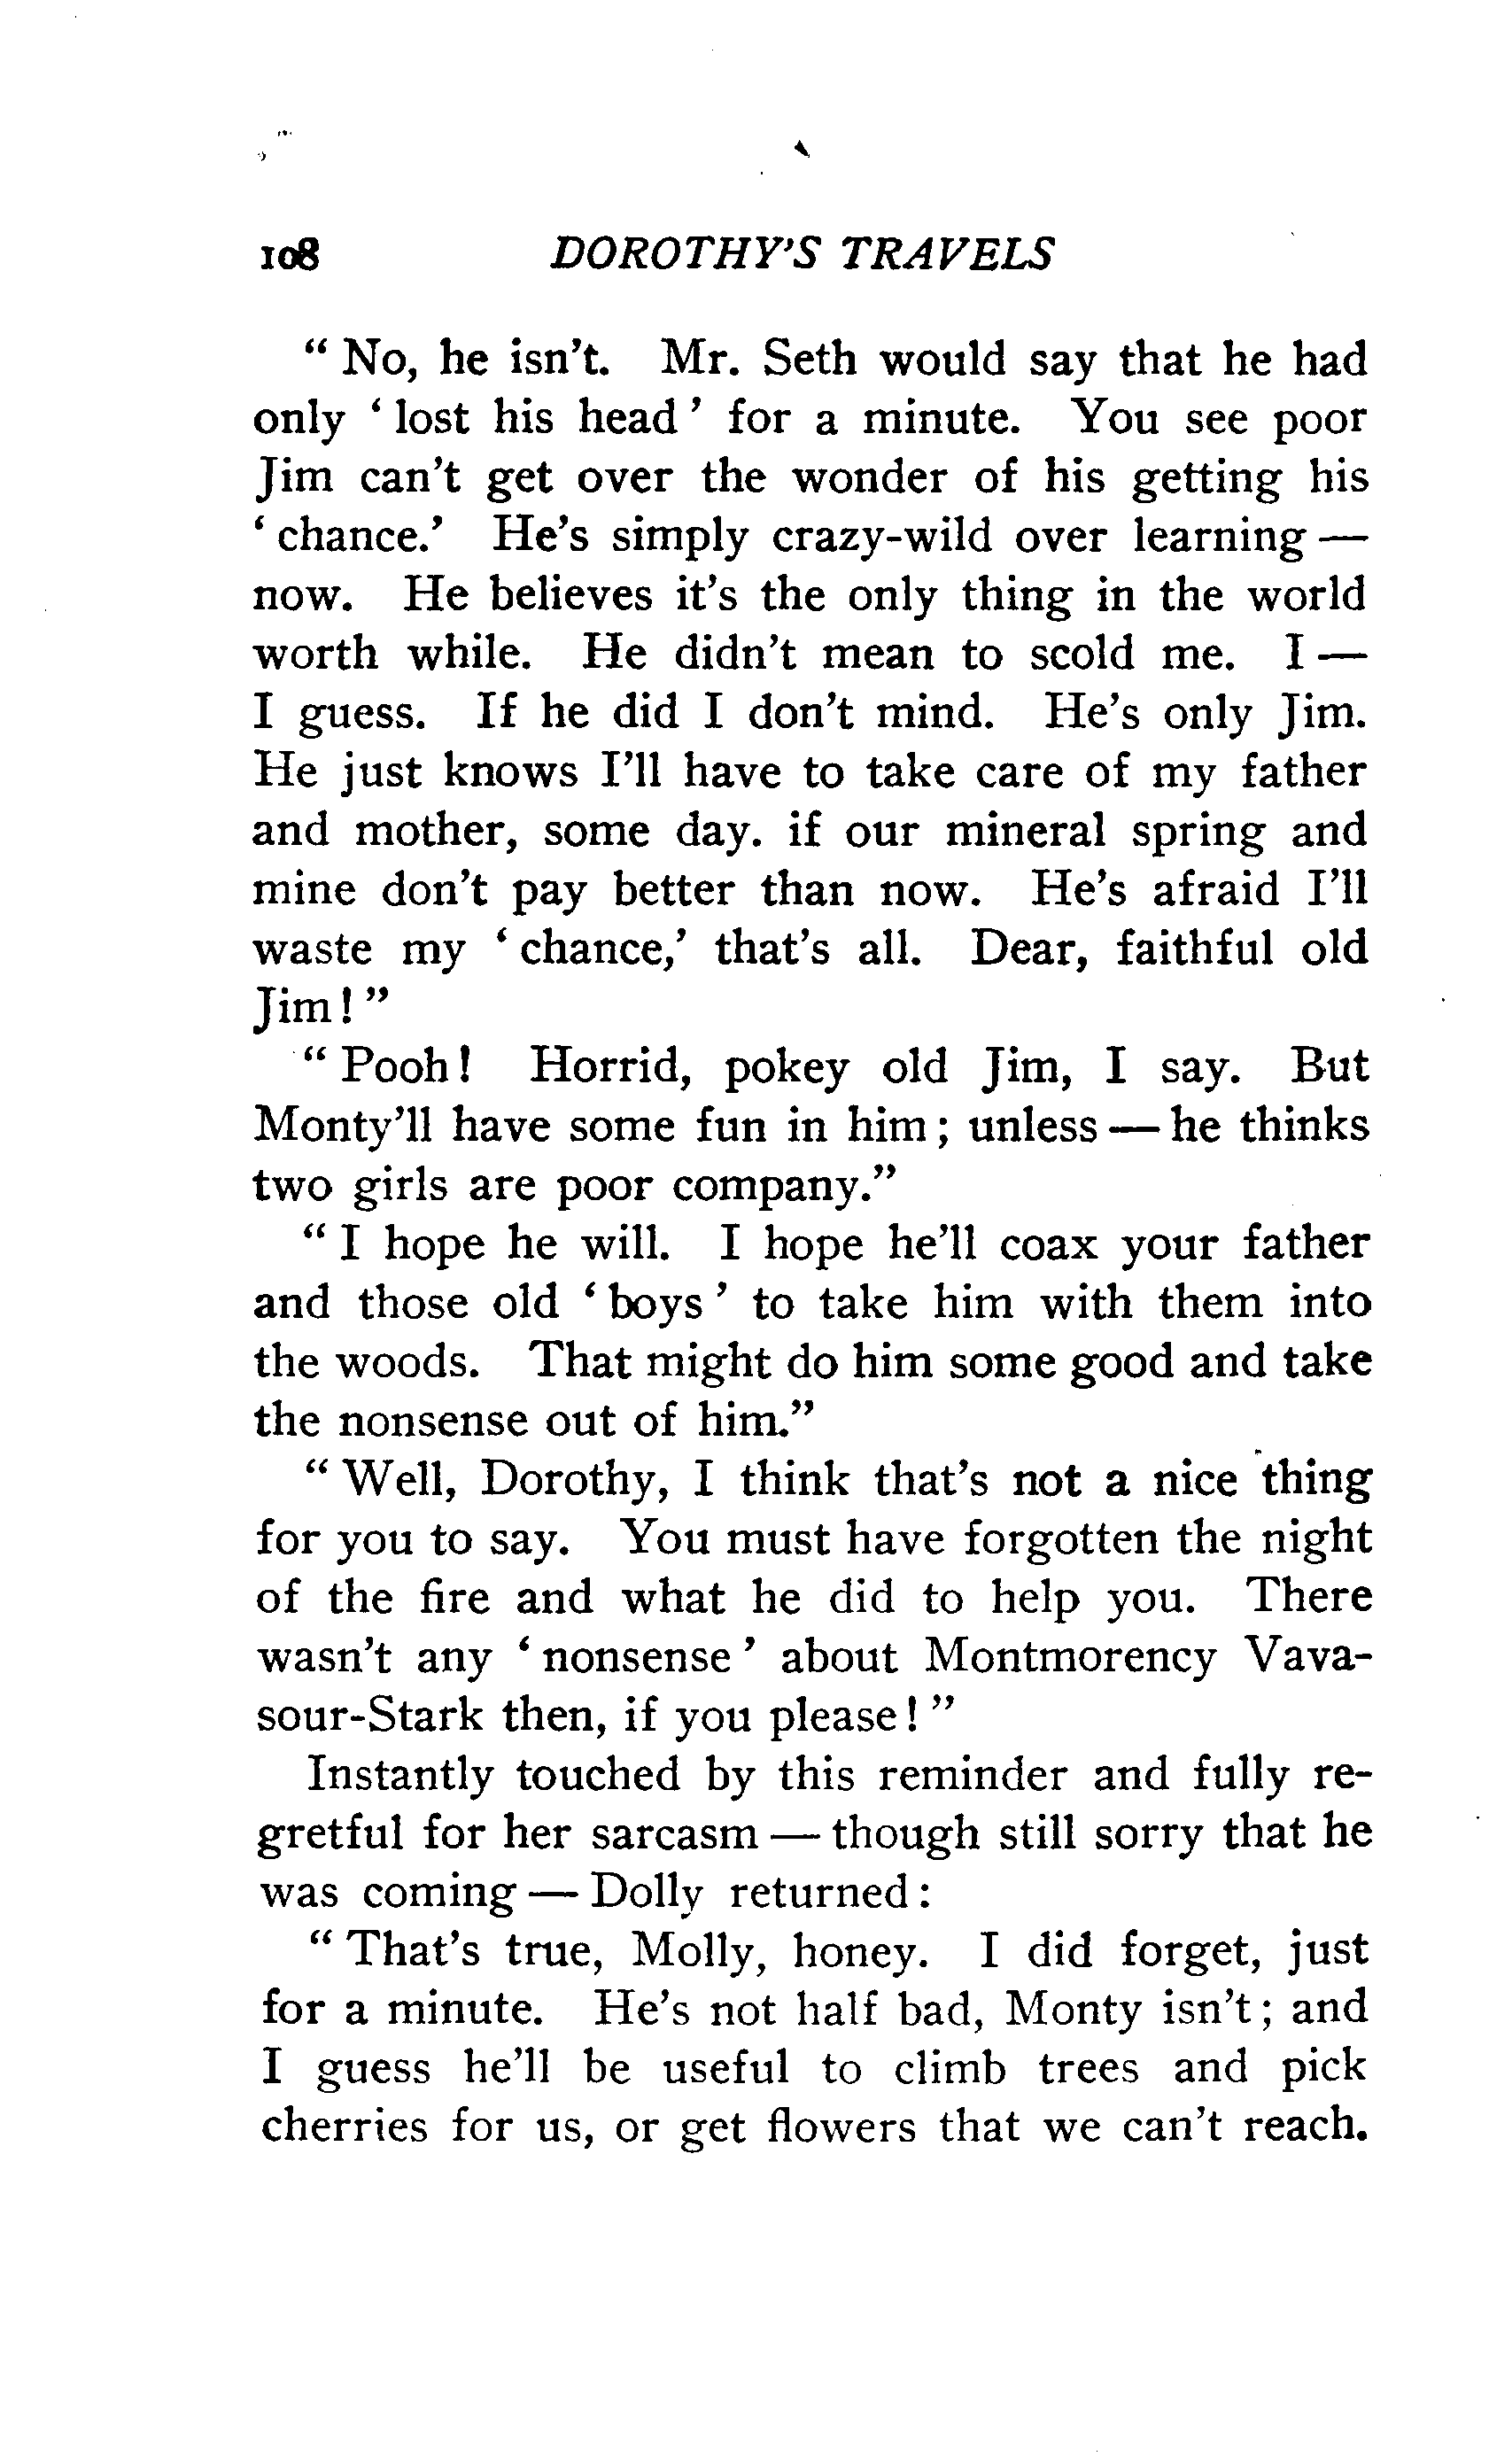 108 DOROTHY'S TRAVELS
" No, he isn't. Mr. Seth would say that he had
only ' lost his head ' for a minute. You see poor
Jim can't get over the wonder of his getting his
' chance.' He's simply crazy-wild over learning —
now. He believes it's the only thing in the world
worth while. He didn't mean to scold me. I —
I guess. If he did I don't mind. He's only Jim.
He just knows I'll have to take care of my father
and mother, some day. if our mineral spring and
mine don't pay better than now. He's afraid I'll
waste my ' chance,' that's all. Dear, faithful old
Jim ! "
" Pooh ! Horrid, pokey old Jim, I say. But
Monty'll have some fun in him ; unless — he thinks
two girls are poor company."
" I hope he will. I hope he'll coax your father
and those old ' boys ' to take him with them into
the woods. That might do him some good and take
the nonsense out of him."
" Well, Dorothy, I think that's not a nice thing
for you to say. You must have forgotten the night
of the fire and what he did to help you. There
wasn't any ' nonsense ' about Montmorency Vava-
sour-Stark then, if you please ! "
Instantly touched by this reminder and fully re-
gretful for her sarcasm — though still sorry that he
was coming — Dolly returned :
" That's true, Molly, honey. I did forget, just
for a minute. He's not half bad, Monty isn't ; and
I guess he'll be useful to climb trees and pick
cherries for us, or get flowers that we can't reach.